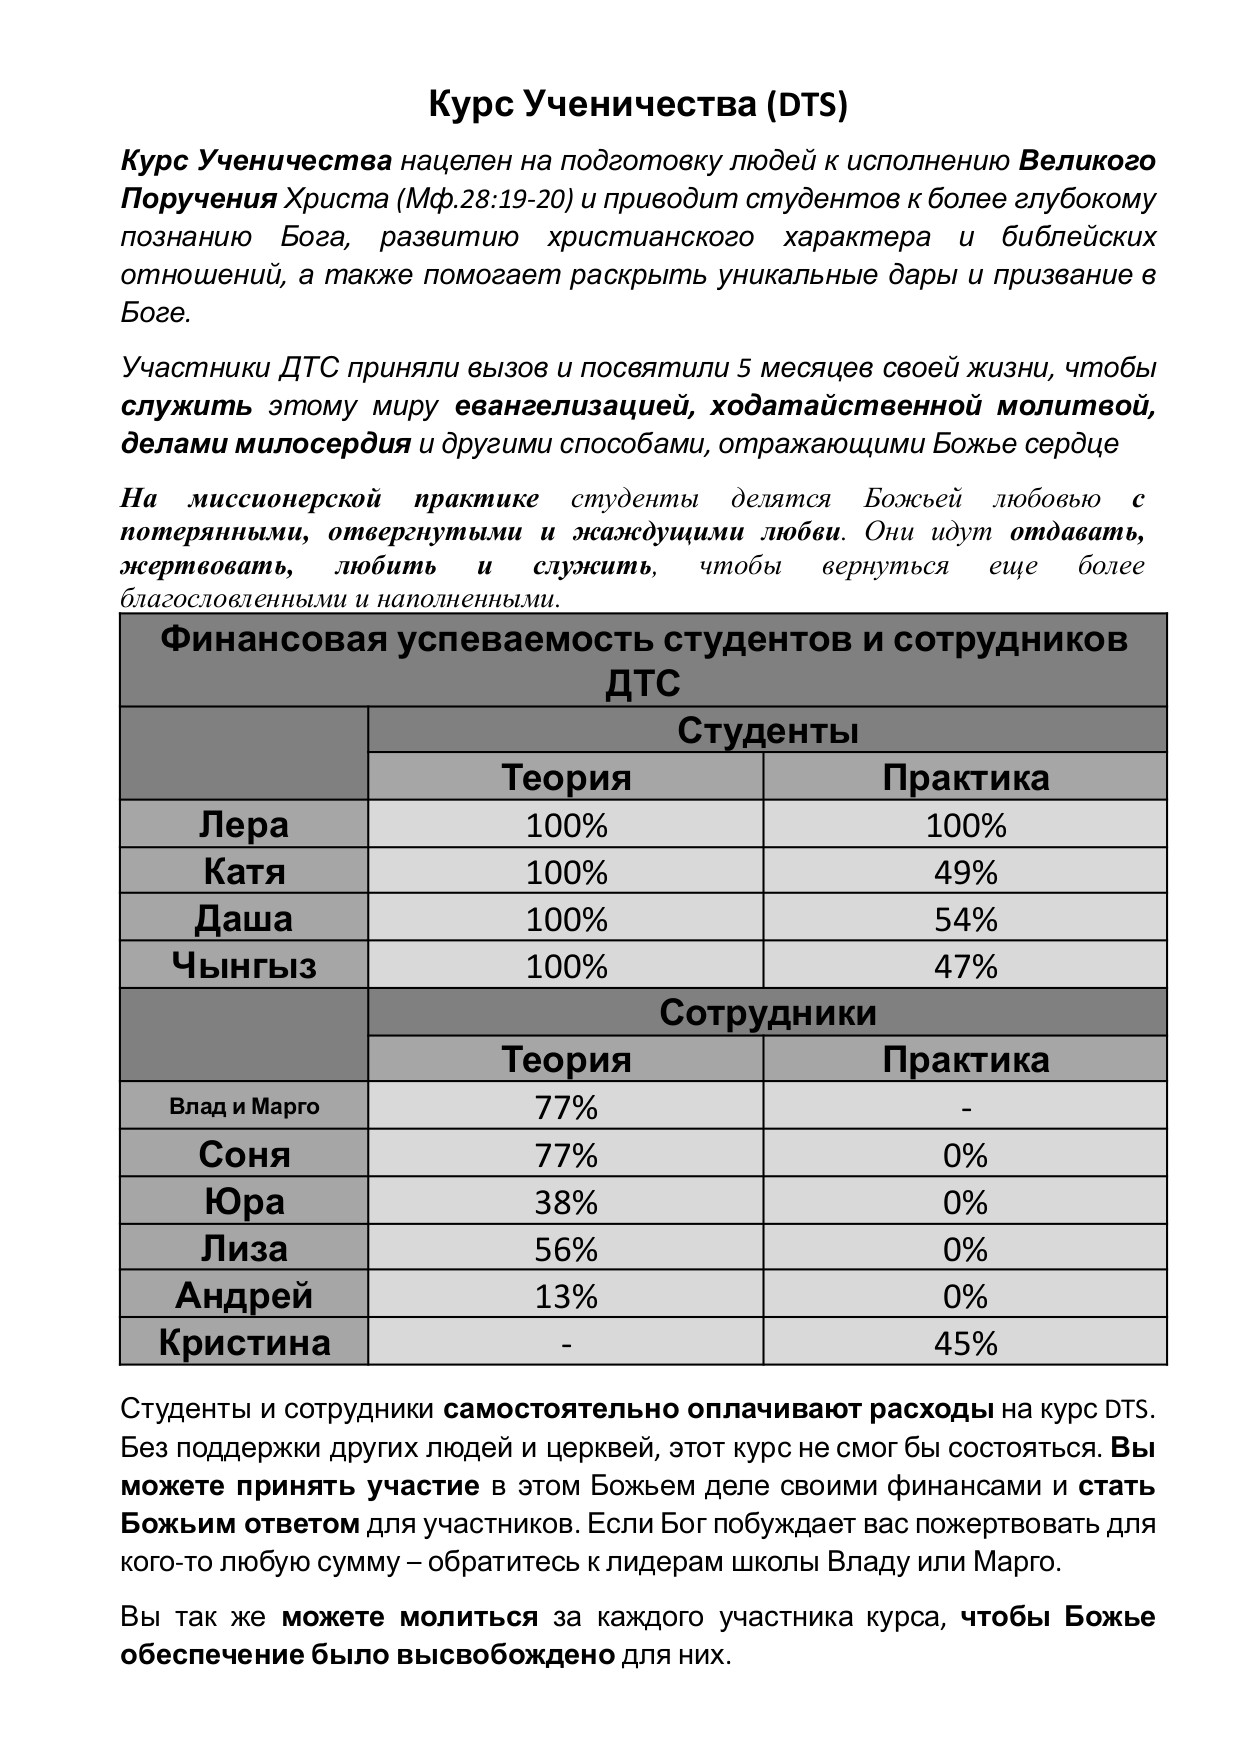 Курс Ученичества (DTS)
Курс Ученичества нацелен на подготовку людей к исполнению Великого
Поручения Христа (Мф.28:19-20) и приводит студентов к более глубокому
познанию Бога, развитию христианского характера и библейских
отношений, а также помогает раскрыть уникальные дары и призвание в
Боге.
Участники ДТС приняли вызов и посвятили 5 месяцев своей жизни, чтобы
служить этому миру евангелизацией, ходатайственной молитвой,
делами милосердия и другими способами, отражающими Божье сердце
На миссионерской практике студенты делятся Божьей любовью с
потерянными, отвергнутыми и жаждущими любви. Они идут отдавать,
жертвовать, любить и служить, чтобы вернуться еще более
благословленными и наполненными.
Финансовая успеваемость студентов и сотрудников
ДТС
Студенты
Теория Практика
Лера 100% 100%
Катя 100% 49%
Даша 100% 54%
Чынгыз 100% 47%
Сотрудники
Теория Практика
Влад и Марго 77% -
Соня 77% 0%
Юра 38% 0%
Лиза 56% 0%
Андрей 13% 0%
Кристина - 45%
Студенты и сотрудники самостоятельно оплачивают расходы на курс DTS.
Без поддержки других людей и церквей, этот курс не смог бы состояться. Вы
можете принять участие в этом Божьем деле своими финансами и стать
Божьим ответом для участников. Если Бог побуждает вас пожертвовать для
кого-то любую сумму – обратитесь к лидерам школы Владу или Марго.
Вы так же можете молиться за каждого участника курса, чтобы Божье
обеспечение было высвобождено для них.